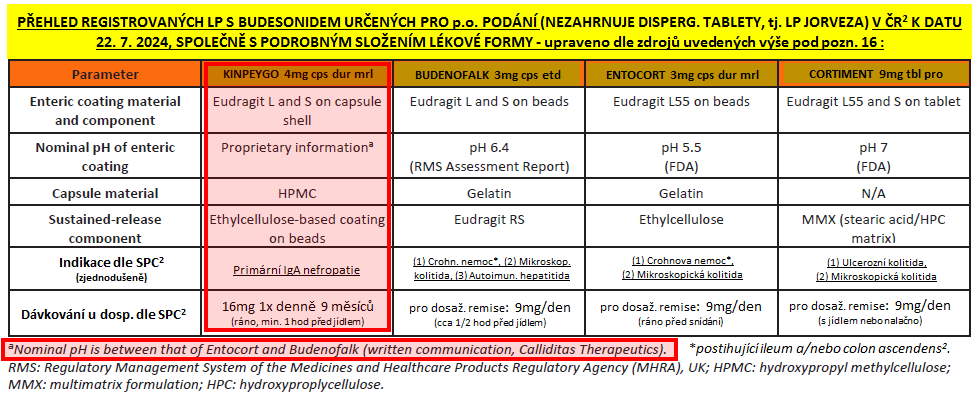 PŘEHLED REGISTROVANÝCH LP S BUDESONIDEM URČENÝCH PRO p.o. PODÁNÍ (NEZAHRNUJE DISPERG. TABLETY, tj. LP JORVEZA) V ČR² K DATU
22. 7. 2024, SPOLEČNĚ S PODROBNÝM SLOŽENÍM LÉKOVÉ FORMY - upraveno dle zdrojů uvedených výše pod pozn. 16 :
Parameter KINPEYGO 4mg cps dur mrl BUDENOFALK 3mg cps etd ENTOCORT 3mg cps dur mrl CORTIMENT 9mg tbl pro
Enteric coating material Eudragit L and S on capsule Eudragit L and S on beads Eudragit L55 on beads Eudragit L55 and S on tablet
and component shell
Nominal pH of enteric Proprietary informationᵃ pH 6.4 pH 5.5 pH 7
coating (RMS Assessment Report) (FDA) (FDA)
Capsule material HPMC Gelatin Gelatin N/A
Sustained-release Ethylcellulose-based coating Eudragit RS Ethylcellulose MMX (stearic acid/HPC
component on beads matrix)
Indikace dle SPC² Primární IgA nefropatie (1) Crohn. nemoc*, (2) Mikroskop. (1) Crohnova nemoc*, (1) Ulcerozní kolitida,
(zjednodušeně) kolitida, (3) Autoimun. hepatitida (2) Mikroskopická kolitida (2) Mikroskopická kolitida
Dávkování u dosp. dle SPC² 16mg 1x denně 9 měsíců pro dosaž. remise: 9mg/den pro dosaž. remise: 9mg/den pro dosaž. remise: 9mg/den
(ráno, min. 1 hod před jídlem) (cca 1/2 hod před jídlem) (ráno před snídání) (s jídlem nebo nalačno)
ᵃNominal pH is between that of Entocort and Budenofalk (written communication, Calliditas Therapeutics). *postihující ileum a/nebo colon ascendens².
RMS: Regulatory Management System of the Medicines and Healthcare Products Regulatory Agency (MHRA), UK; HPMC: hydroxypropyl methylcellulose;
MMX: multimatrix formulation; HPC: hydroxyproplycellulose.